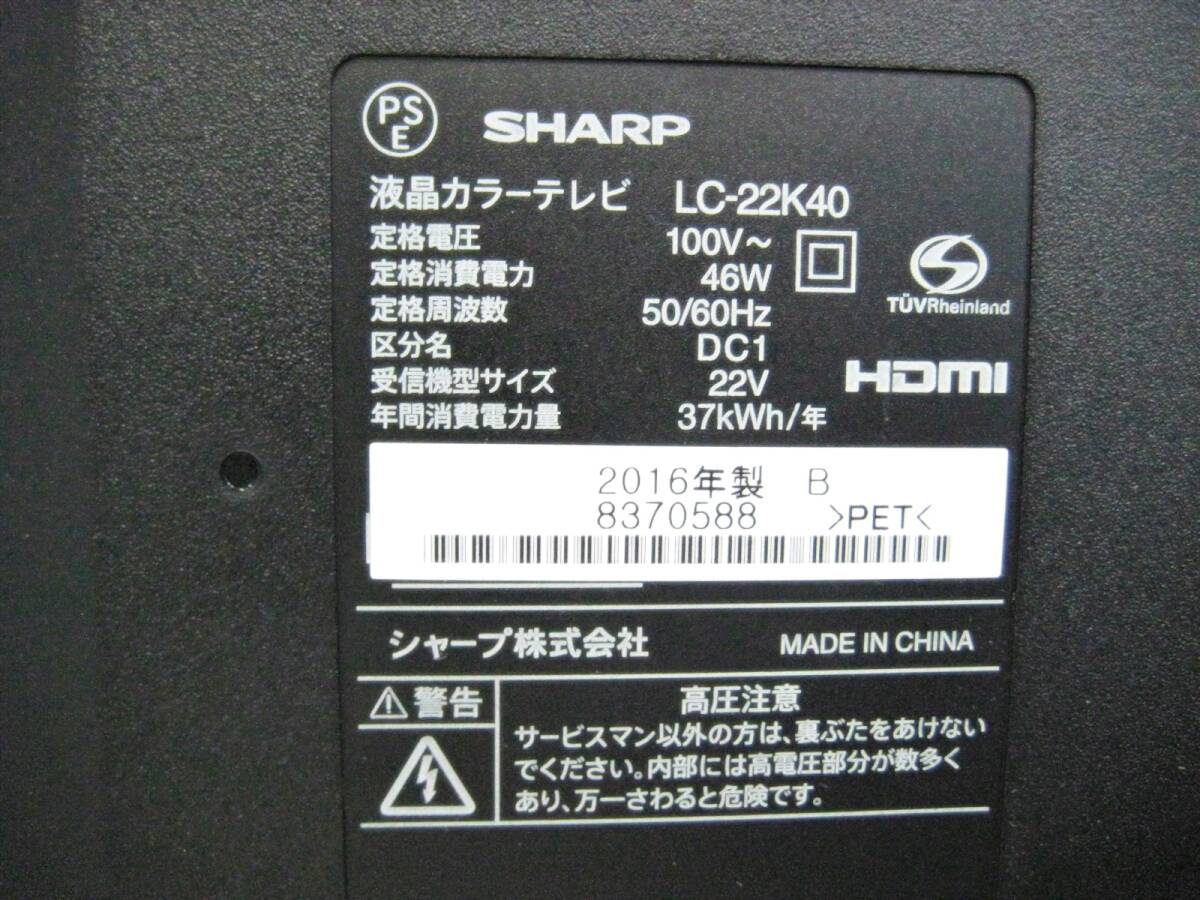 PS
E
SHARP
液晶カラーテレビ LC-22K40
定格電圧 100V~
定格消費電力 46W
定格周波数 50/60Hz
区分名 DC1
受信機型サイズ 22V
年間消費電力量 37kWh/年
TÜVRheinland
HDMI
2016年製 B
8370588 >PET<
シャープ株式会社 MADE IN CHINA
警告
高圧注意
サービスマン以外の方は、裏ぶたをあけない
でください。内部には高電圧部分が数多く
あり、万一さわると危険です。